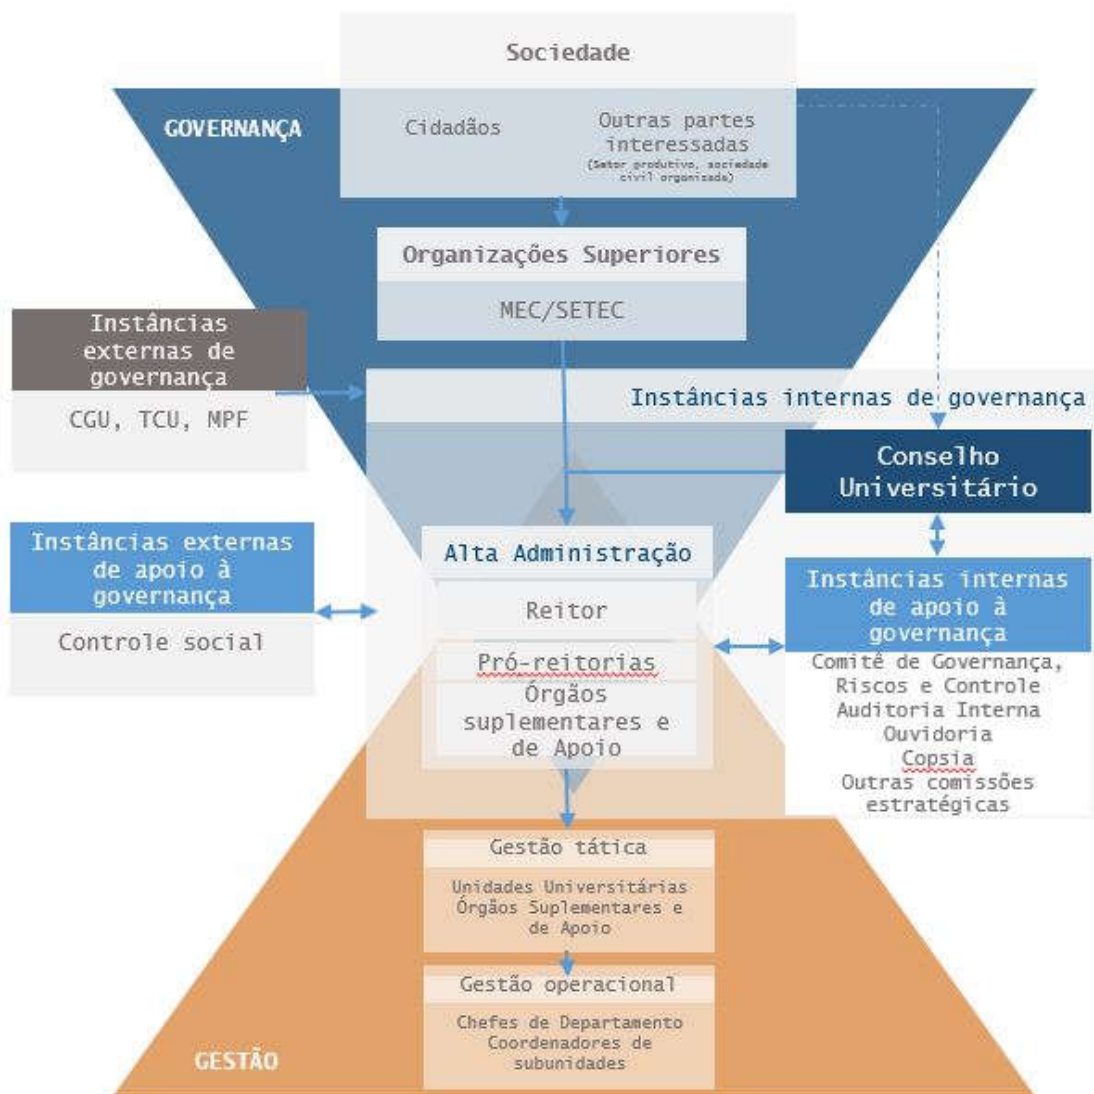 Sociedade
GOVERNANÇA
Cidadãos
Outras partes
interessadas
(Setor produtivo, sociedade
civil organizada)
Organizações Superiores
MEC/SETEC
Instâncias
externas de
governança
CGU, TCU, MPF
Instâncias internas de governança
Conselho
Universitário
Instâncias externas
de apoio à
governança
Controle social
Alta Administração
Reitor
Pró-reitorias
Órgãos
suplementares e
de Apoio
Instâncias internas
de apoio à
governança
Comitê de Governança,
Riscos e Controle
Auditoria Interna
Ouvidoria
Copsia
Outras comissões
estratégicas
Gestão tática
Unidades Universitárias
Órgãos Suplementares e
de Apoio
Gestão operacional
Chefes de Departamento
Coordenadores de
subunidades
GESTÃO